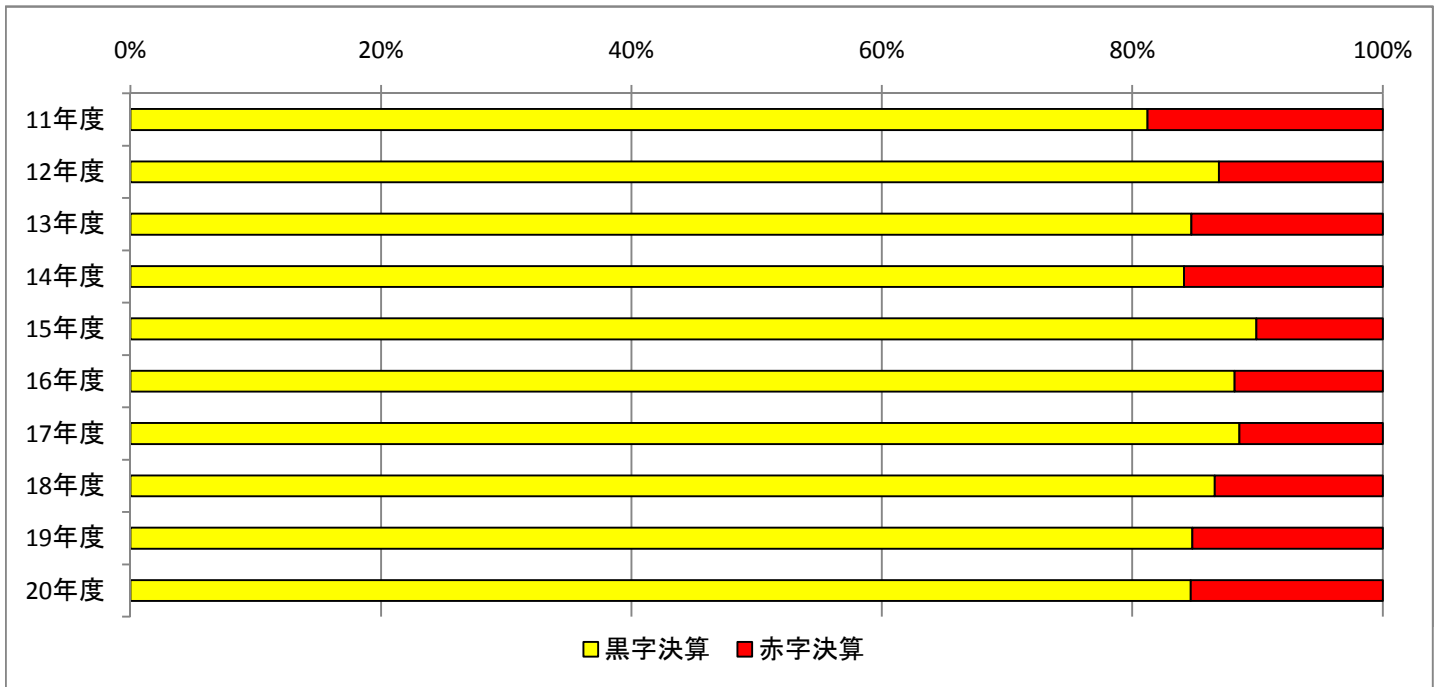 0% 20% 40% 60% 80% 100%
11年度
12年度
13年度
14年度
15年度
16年度
17年度
18年度
19年度
20年度
黒字決算 赤字決算